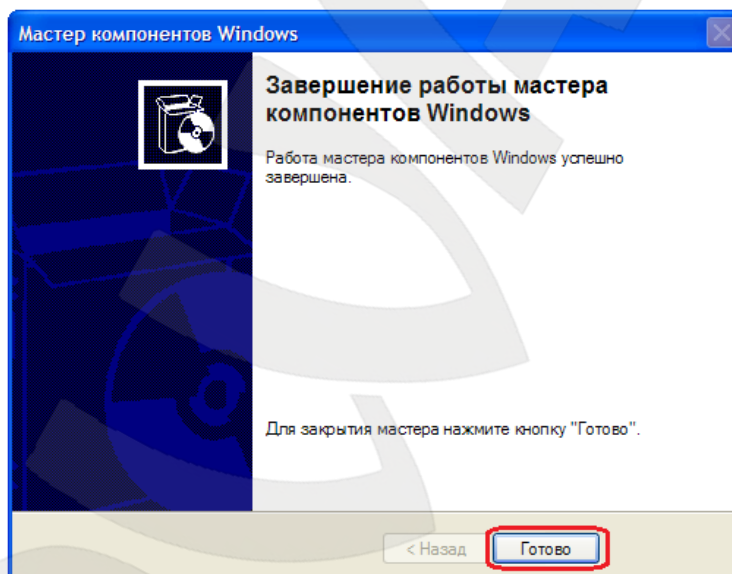 Мастер компонентов Windows
Завершение работы мастера
компонентов Windows
Работа мастера компонентов Windows успешно
завершена.
Для закрытия мастера нажмите кнопку "Готово".
< Назад
Готово